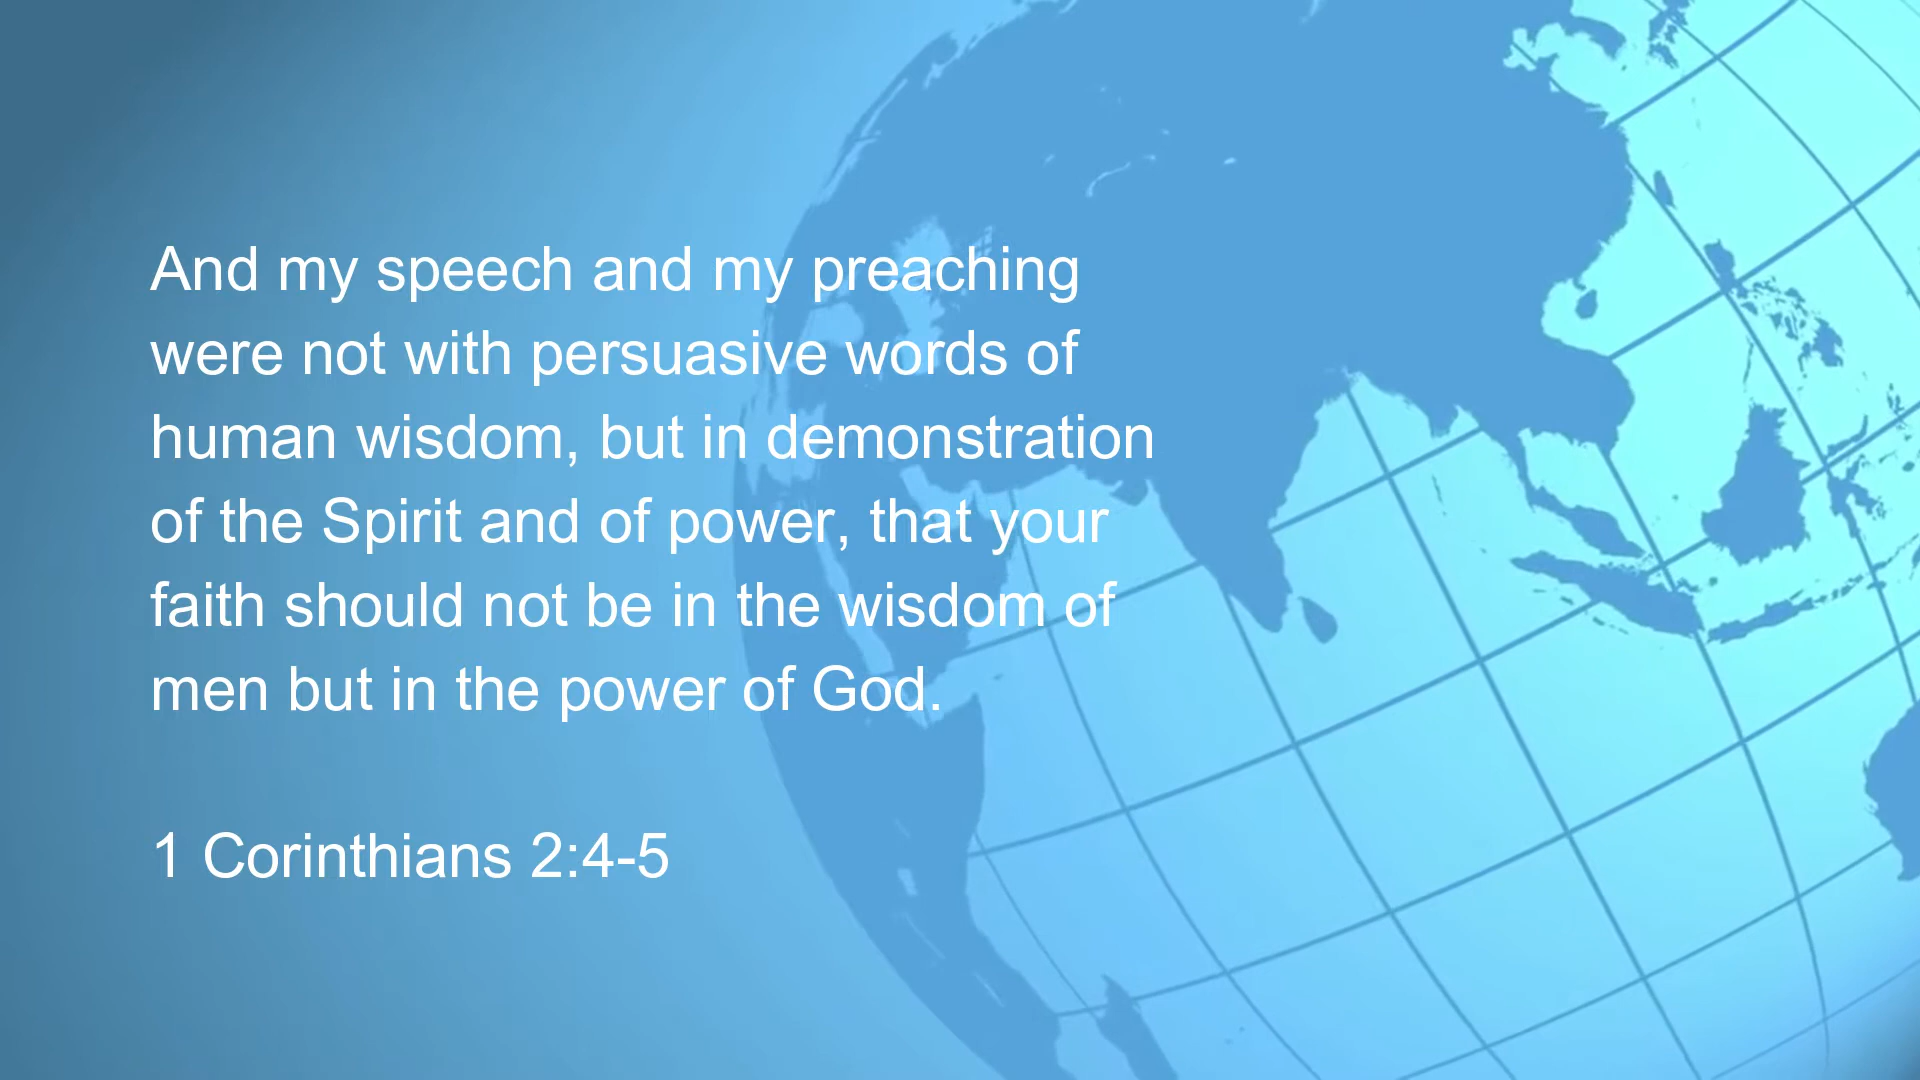 And my speech and my preaching
were not with persuasive words of
human wisdom, but in demonstration
of the Spirit and of power, that your
faith should not be in the wisdom of
men but in the power of God.
1 Corinthians 2:4-5